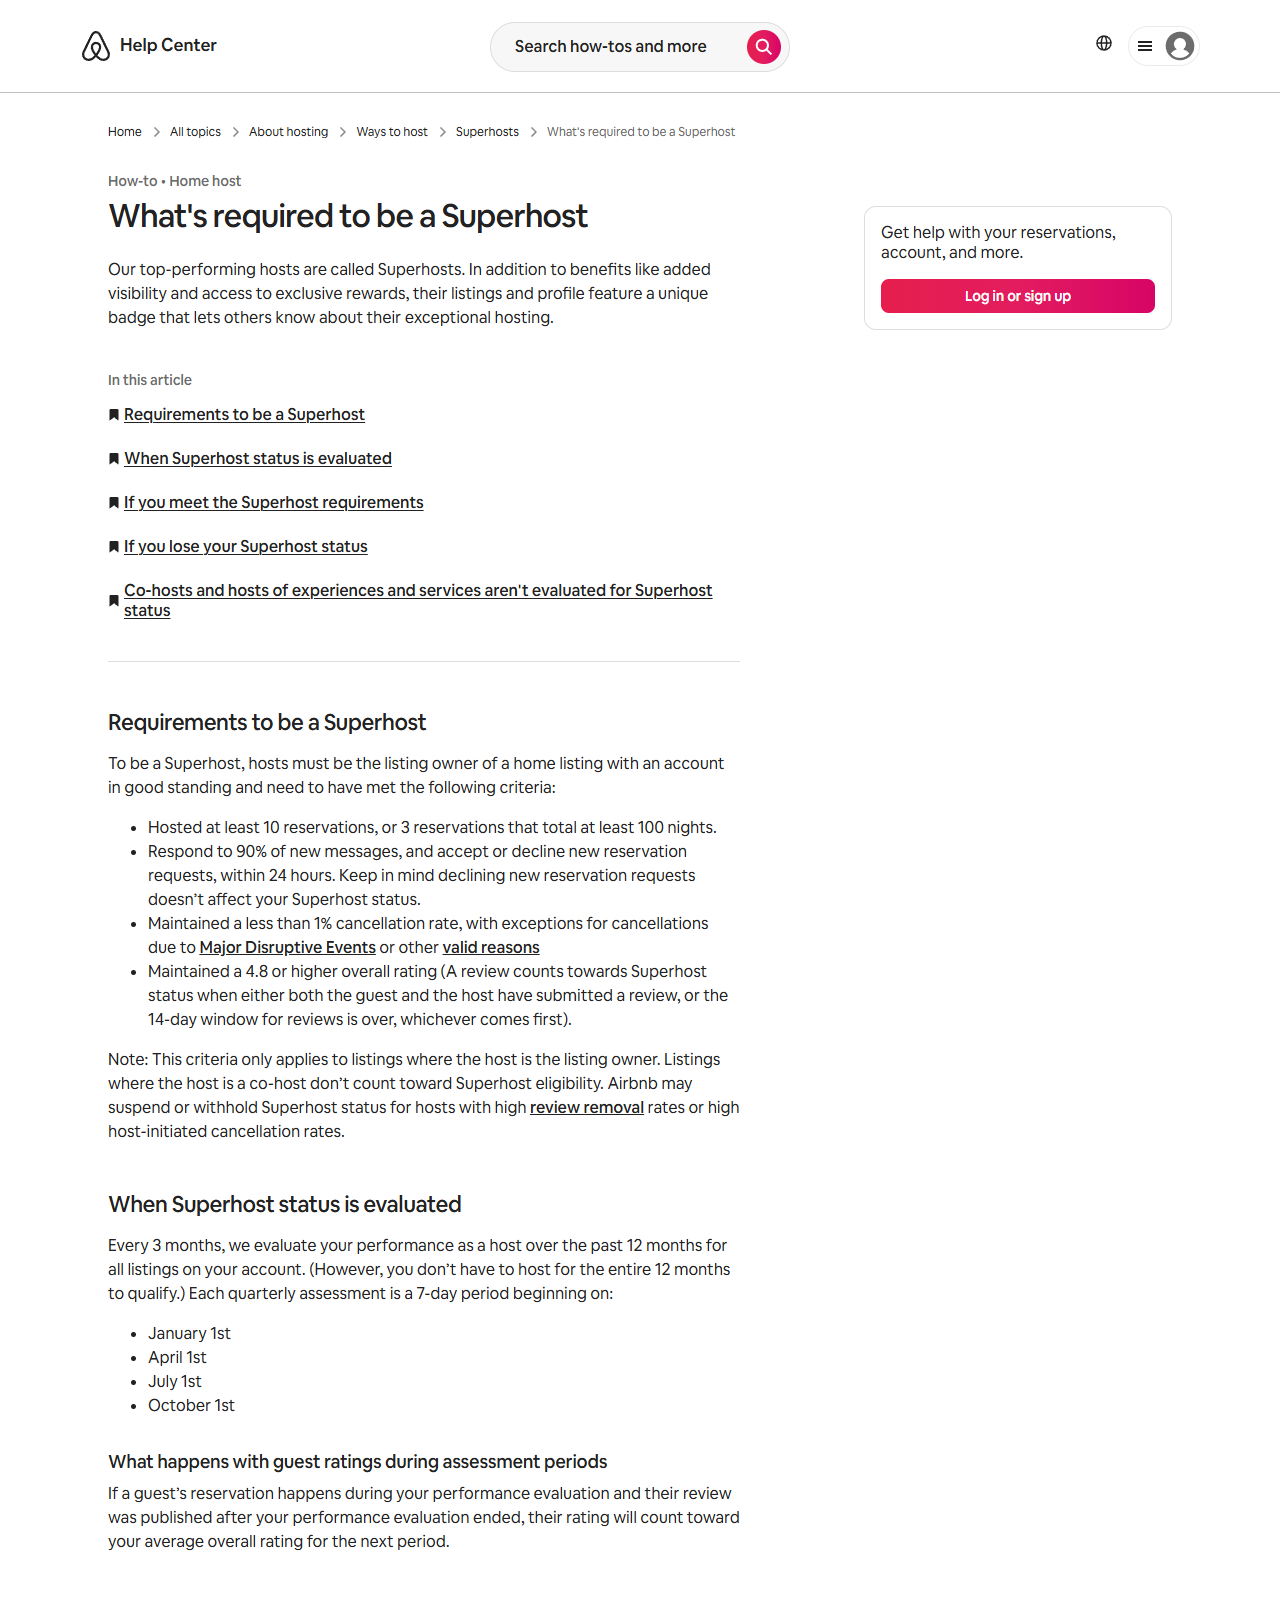 Help Center
Search how-tos and more
Home
All topics
About hosting
Ways to host
Superhosts
What's required to be a Superhost
How-to • Home host
What's required to be a Superhost
Our top-performing hosts are called Superhosts. In addition to benefits like added
visibility and access to exclusive rewards, their listings and profile feature a unique
badge that lets others know about their exceptional hosting.
Get help with your reservations,
account, and more.
Log in or sign up
In this article
Requirements to be a Superhost
When Superhost status is evaluated
If you meet the Superhost requirements
If you lose your Superhost status
Co-hosts and hosts of experiences and services aren't evaluated for Superhost
status
Requirements to be a Superhost
To be a Superhost, hosts must be the listing owner of a home listing with an account
in good standing and need to have met the following criteria:
• Hosted at least 10 reservations, or 3 reservations that total at least 100 nights.
• Respond to 90% of new messages, and accept or decline new reservation
requests, within 24 hours. Keep in mind declining new reservation requests
doesn’t affect your Superhost status.
• Maintained a less than 1% cancellation rate, with exceptions for cancellations
due to Major Disruptive Events or other valid reasons
• Maintained a 4.8 or higher overall rating (A review counts towards Superhost
status when either both the guest and the host have submitted a review, or the
14-day window for reviews is over, whichever comes first).
Note: This criteria only applies to listings where the host is the listing owner. Listings
where the host is a co-host don’t count toward Superhost eligibility. Airbnb may
suspend or withhold Superhost status for hosts with high review removal rates or high
host-initiated cancellation rates.
When Superhost status is evaluated
Every 3 months, we evaluate your performance as a host over the past 12 months for
all listings on your account. (However, you don’t have to host for the entire 12 months
to qualify.) Each quarterly assessment is a 7-day period beginning on:
• January 1st
• April 1st
• July 1st
• October 1st
What happens with guest ratings during assessment periods
If a guest’s reservation happens during your performance evaluation and their review
was published after your performance evaluation ended, their rating will count toward
your average overall rating for the next period.